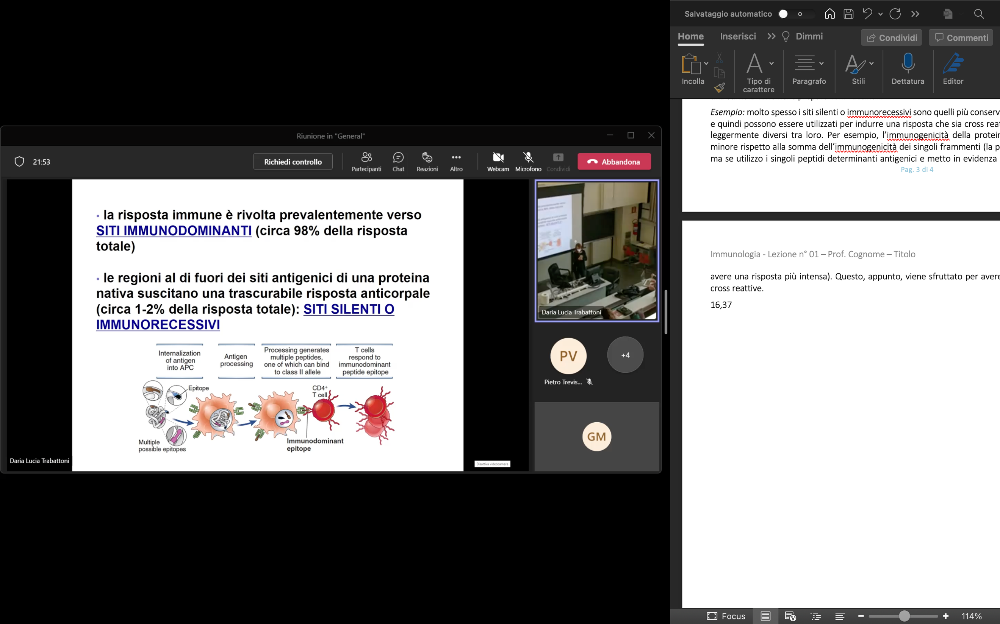 Riunione in "General"
21:53
Richiedi controllo
Partecipanti
Chat
Reazioni
Altro
Webcam
Microfono
Condividi
Abbandona
• la risposta immune è rivolta prevalentemente verso
SITI IMMUNODOMINANTI (circa 98% della risposta
totale)
• le regioni al di fuori dei siti antigenici di una proteina
nativa suscitano una trascurabile risposta anticorpale
(circa 1-2% della risposta totale): SITI SILENTI O
IMMUNORECESSIVI
Internalization
of antigen
into APC
Antigen
processing
Processing generates
multiple peptides,
one of which can bind
to class II allele
T cells
respond to
immunodominant
peptide epitope
Epitope
CD4+
T cell
Immunodominant
epitope
Multiple
possible epitopes
Daria Lucia Trabattoni
Disattiva videocamera
Daria Lucia Trabattoni
PV
+4
Pietro Trevis...
GM
Salvataggio automatico
Home
Inserisci
Dimmi
Condividi
Commenti
Incolla
Tipo di
carattere
Paragrafo
Stili
Dettatura
Editor
Esempio: molto spesso i siti silenti o immunorecessivi sono quelli più conserv
e quindi possono essere utilizzati per indurre una risposta che sia cross reat
leggermente diversi tra loro. Per esempio, l'immunogenicità della protein
minore rispetto alla somma dell'immunogenicità dei singoli frammenti (la p
ma se utilizzo i singoli peptidi determinanti antigenici e metto in evidenza
Pag. 3 di 4
Immunologia - Lezione n° 01 – Prof. Cognome – Titolo
avere una risposta più intensa). Questo, appunto, viene sfruttato per avere
cross reattive.
16,37
Focus
114%